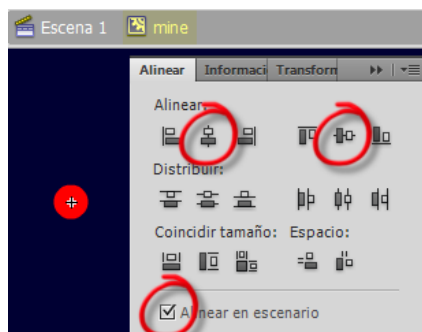 Escena 1 mine
Alinear Informaci Transform
Alinear:
Distribuir:
Coincidir tamaño: Espacio:
Alinear en escenario